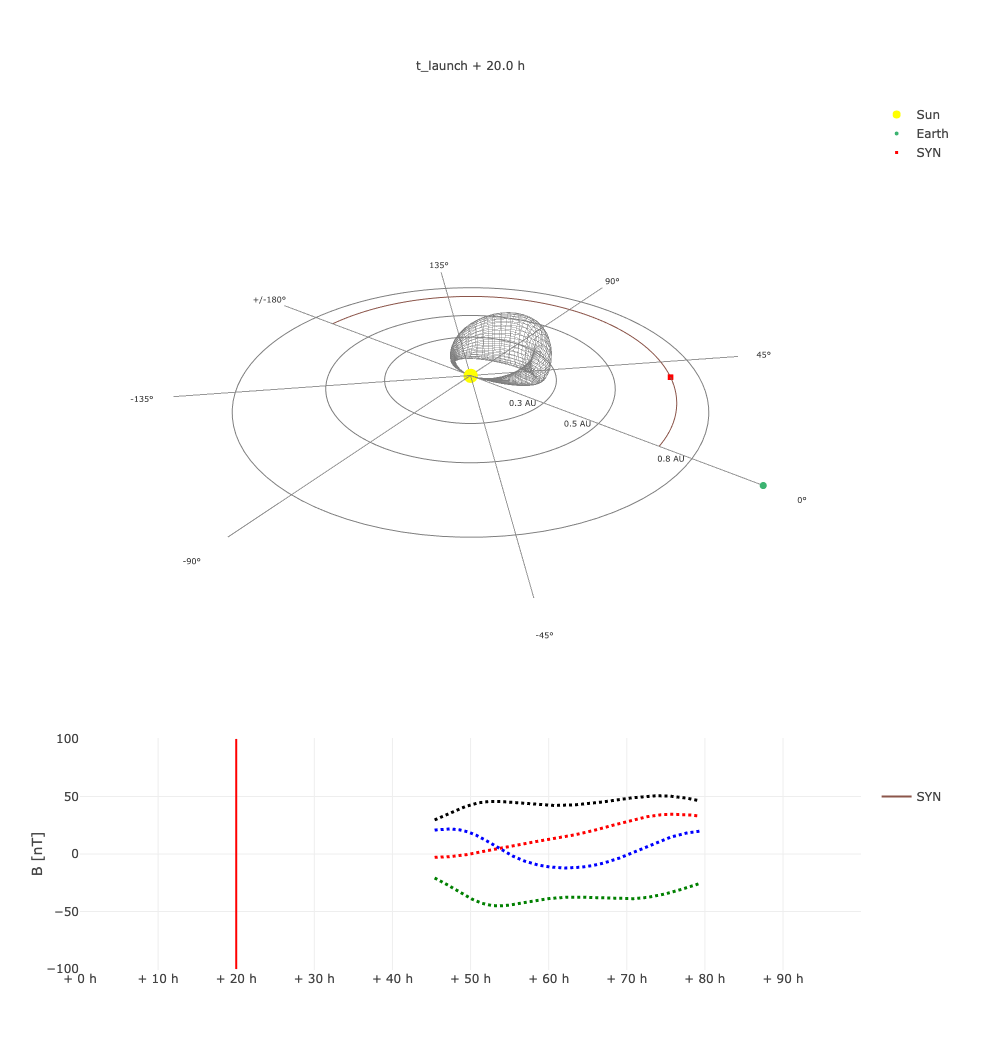 t_launch + 20.0 h
Sun
Earth
SYN
135°
90°
+/-180°
45°
-135°
0.3 AU
0.5 AU
0.8 AU
0°
-90°
-45°
100
50
0
−50
−100
B [nT]
SYN
+ 0 h + 10 h + 20 h + 30 h + 40 h + 50 h + 60 h + 70 h + 80 h + 90 h